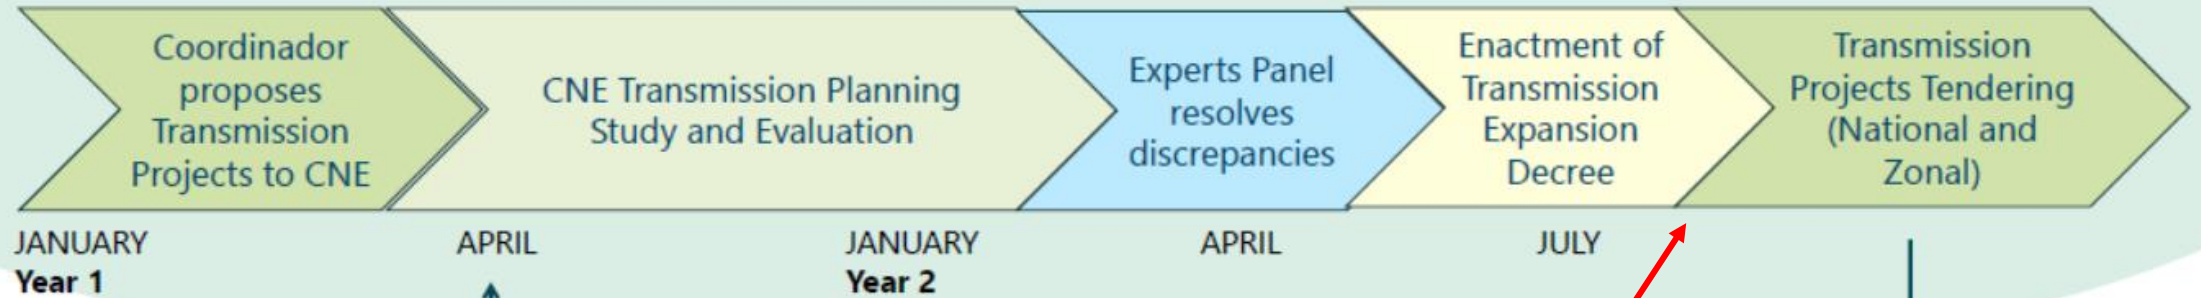 Coordinador
proposes
Transmission
Projects to CNE
CNE Transmission Planning
Study and Evaluation
Experts Panel
resolves
discrepancies
Enactment of
Transmission
Expansion
Decree
Transmission
Projects Tendering
(National and
Zonal)
JANUARY
Year 1
APRIL
JANUARY
Year 2
APRIL
JULY